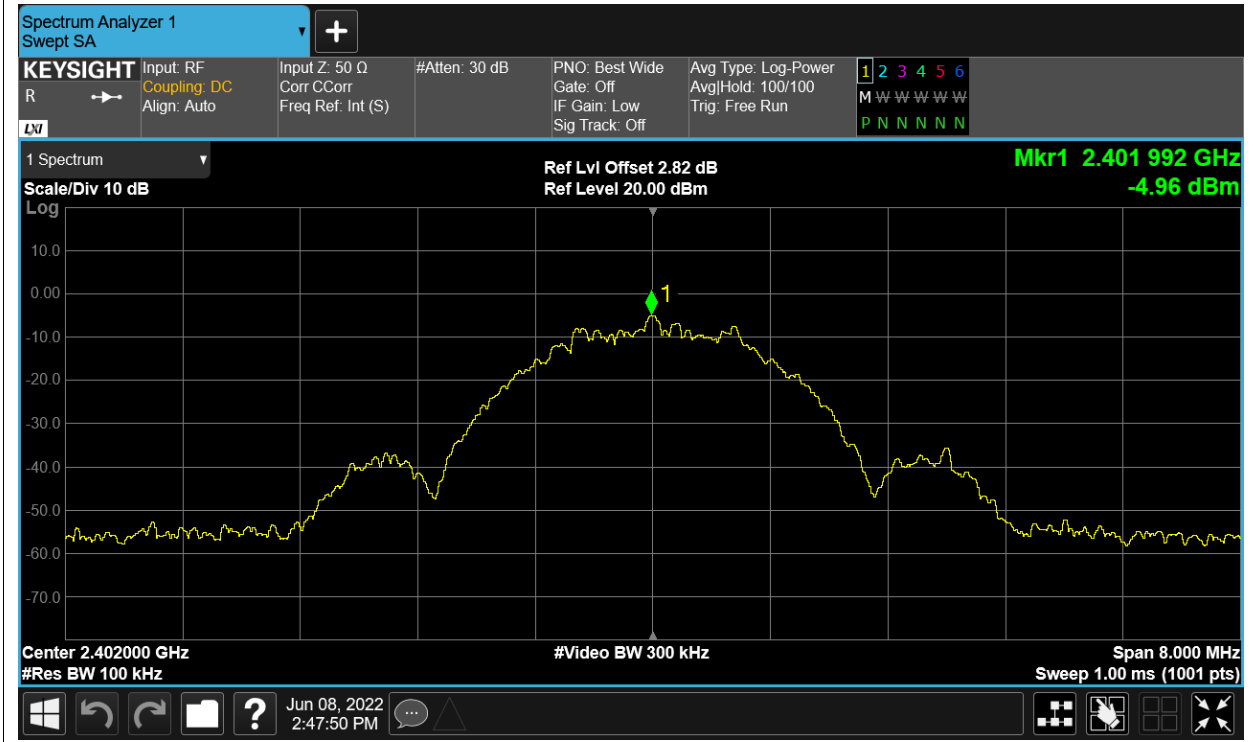 Spectrum Analyzer 1
Swept SA
KEYSIGHT
R
LXI
Input: RF
Coupling: DC
Align: Auto
Input Z: 50 Ω
Corr CCorr
Freq Ref: Int (S)
#Atten: 30 dB
PNO: Best Wide
Gate: Off
IF Gain: Low
Sig Track: Off
Avg Type: Log-Power
Avg|Hold: 100/100
Trig: Free Run
1 2 3 4 5 6
M W W W W W
P N N N N N
1 Spectrum
Scale/Div 10 dB
Log
Ref Lvl Offset 2.82 dB
Ref Level 20.00 dBm
Mkr1 2.401 992 GHz
-4.96 dBm
10.0
0.00
-10.0
-20.0
-30.0
-40.0
-50.0
-60.0
-70.0
1
Center 2.402000 GHz
#Res BW 100 kHz
#Video BW 300 kHz
Span 8.000 MHz
Sweep 1.00 ms (1001 pts)
?
Jun 08, 2022
2:47:50 PM